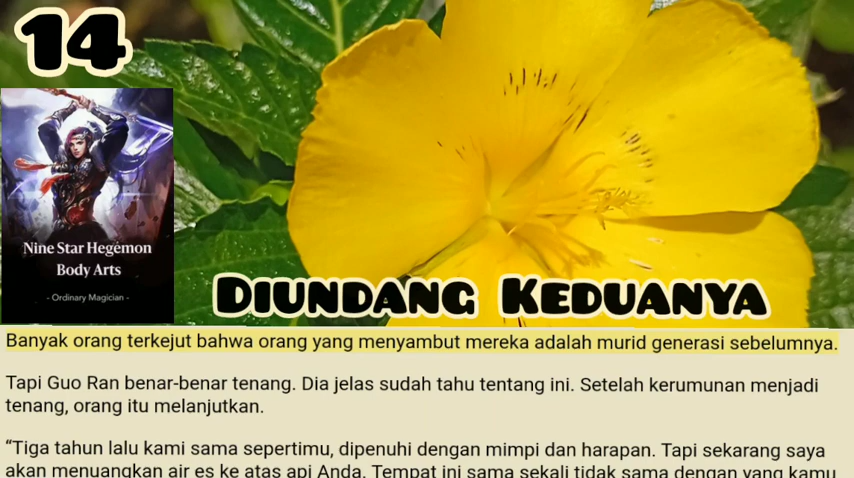 14
Nine Star Hegemon
Body Arts
- Ordinary Magician -
Diundang Keduanya
Banyak orang terkejut bahwa orang yang menyambut mereka adalah murid generasi sebelumnya.
Tapi Guo Ran benar-benar tenang. Dia jelas sudah tahu tentang ini. Setelah kerumunan menjadi
tenang, orang itu melanjutkan.
“Tiga tahun lalu kami sama sepertimu, dipenuhi dengan mimpi dan harapan. Tapi sekarang saya
akan menuangkan air es ke atas api Anda. Tempat ini sama sekali tidak sama dengan yang kamu